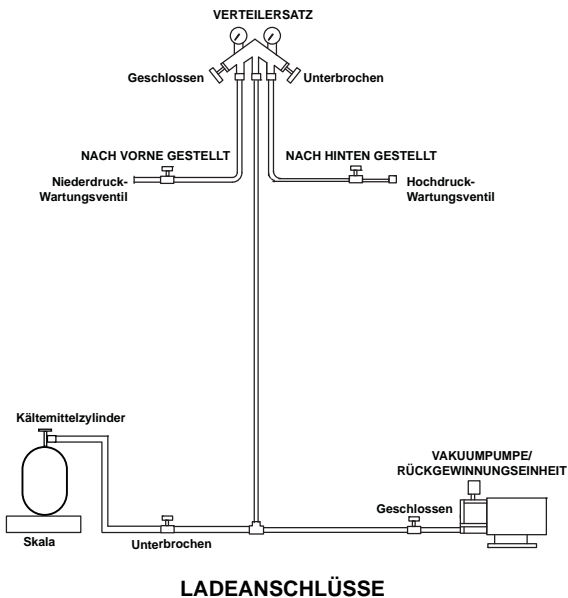 VERTEILERSATZ
Geschlossen
Unterbrochen
NACH VORNE GESTELLT
NACH HINTEN GESTELLT
Niederdruck-
Wartungsventil
Hochdruck-
Wartungsventil
Kältemittelzylinder
VAKUUMPUMPE/
RÜCKGEWINNUNGSEINHEIT
Geschlossen
Skala
Unterbrochen
LADEANSCHLÜSSE